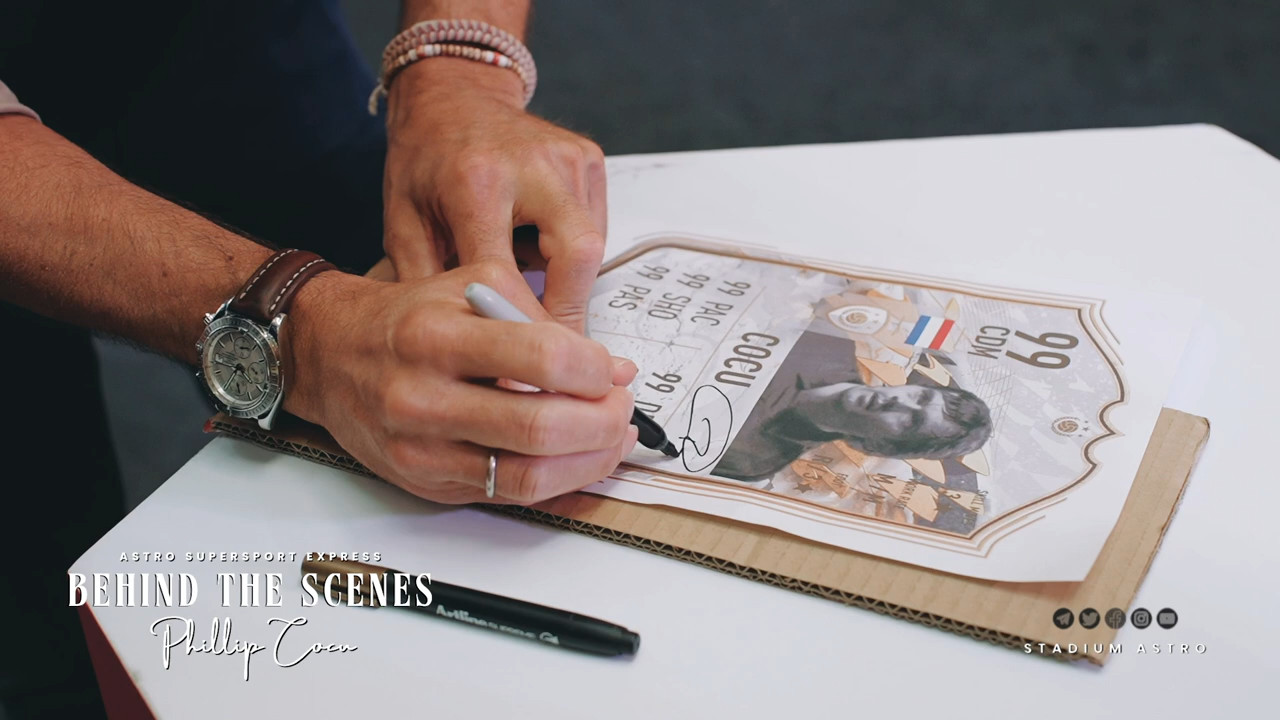 ASTRO SUPERSPORT EXPRESS
BEHIND THE SCENES
Phillip Cocu
99
CDM
COCU
99 PAC
99 SHO
99 PAS
99 D
Artline
STADIUM ASTRO